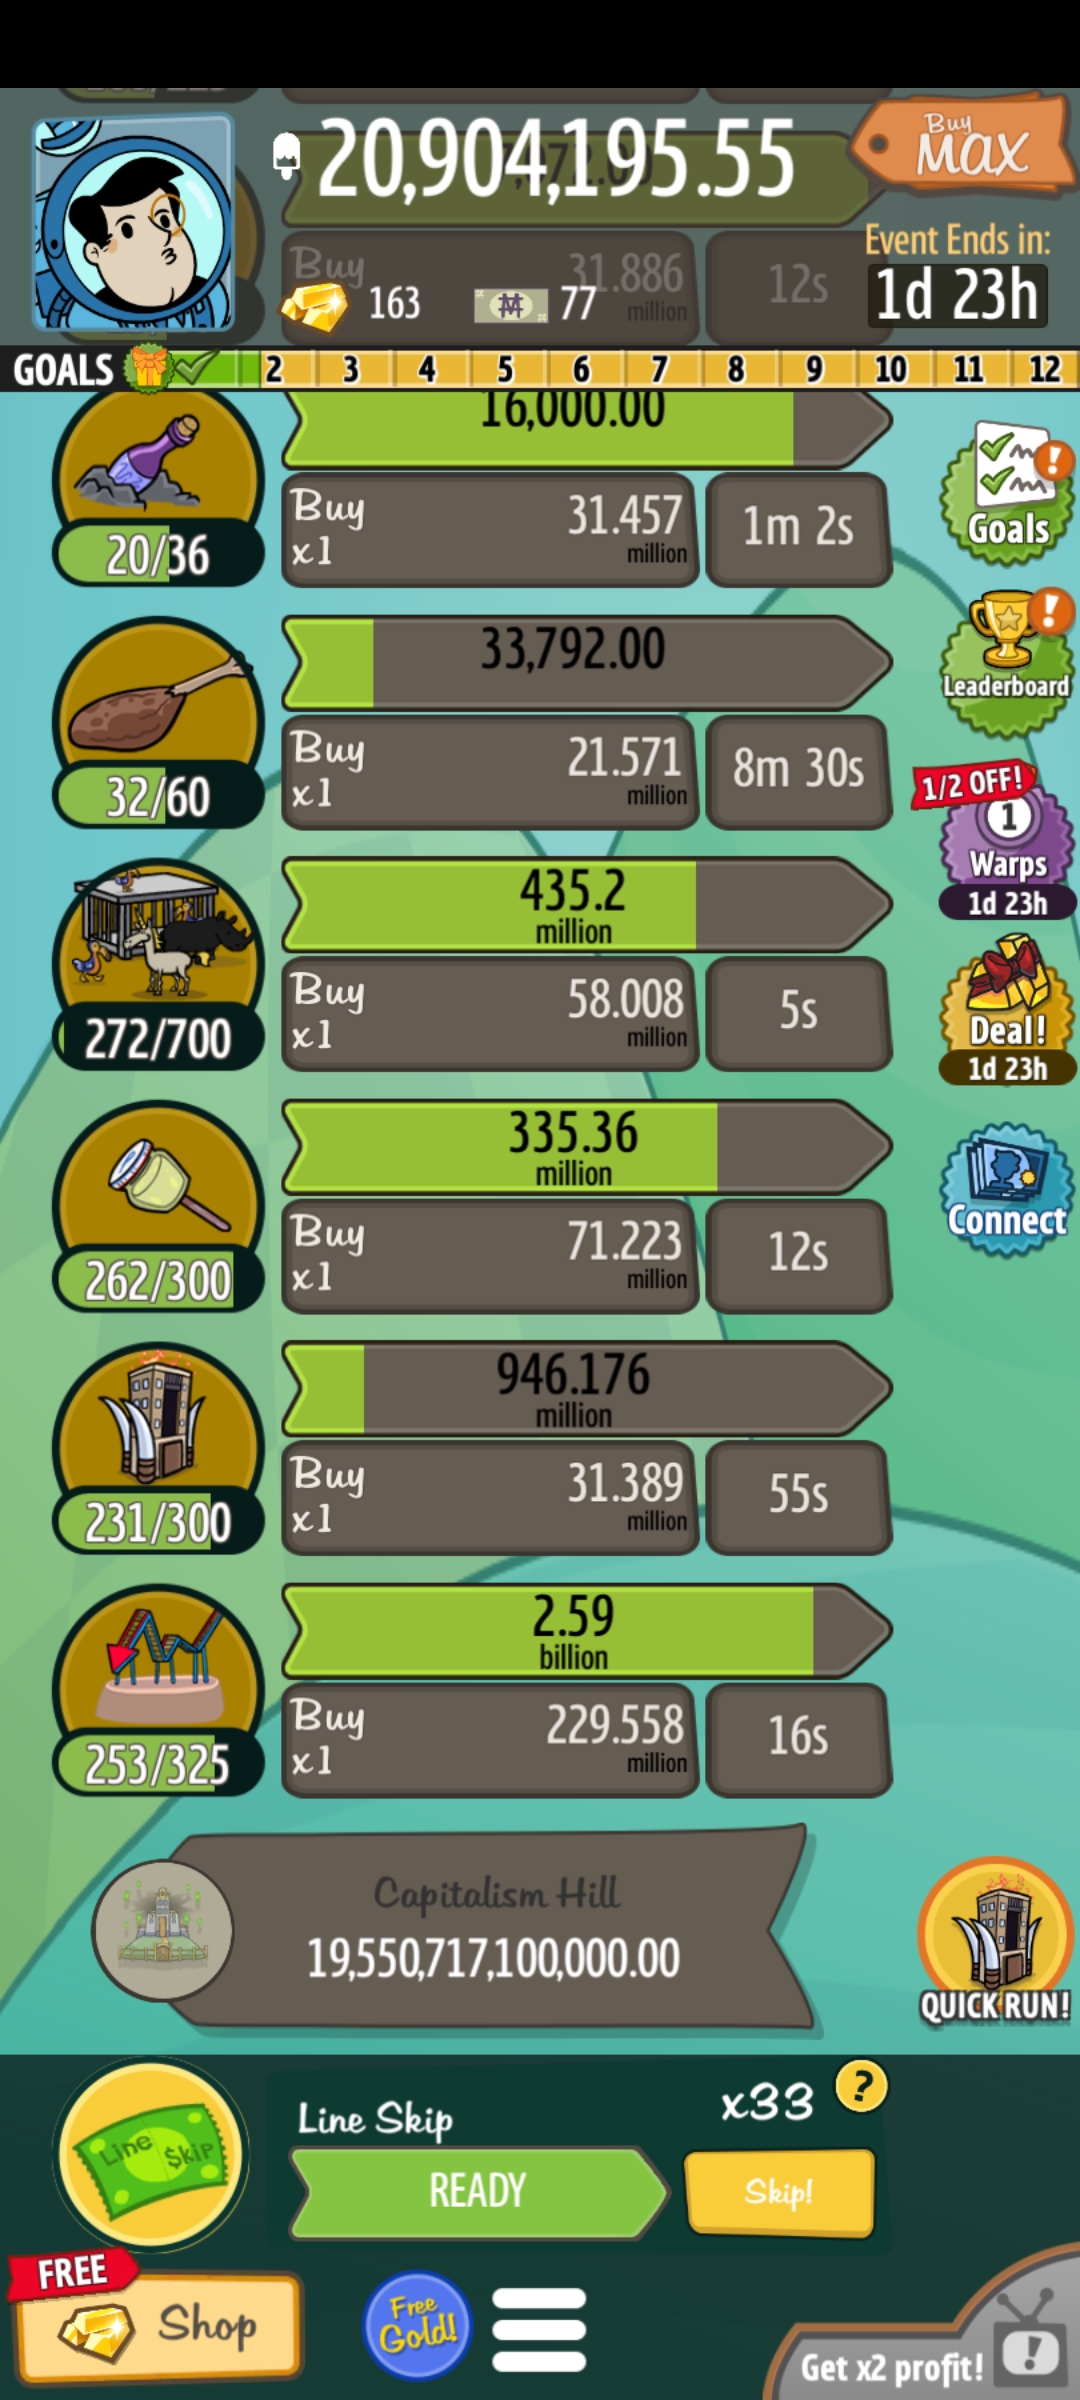 20,904,195.55
Buy
MAX
Buy
31.886
million
12s
163
77
Event Ends in:
1d 23h
GOALS 2 3 4 5 6 7 8 9 10 11 12
16,000.00
20/36
Buy
x1
31.457
million
1m 2s
Goals
33,792.00
32/60
Buy
x1
21.571
million
8m 30s
Leaderboard
1/2 OFF!
1
Warps
1d 23h
435.2
million
272/700
Buy
x1
58.008
million
5s
Deal!
1d 23h
335.36
million
262/300
Buy
x1
71.223
million
12s
Connect
946.176
million
231/300
Buy
x1
31.389
million
55s
2.59
billion
253/325
Buy
x1
229.558
million
16s
Capitalism Hill
19,550,717,100,000.00
QUICK RUN!
Line $kip
Line Skip
x33
?
READY
Skip!
FREE
Shop
Free
Gold!
Get x2 profit!